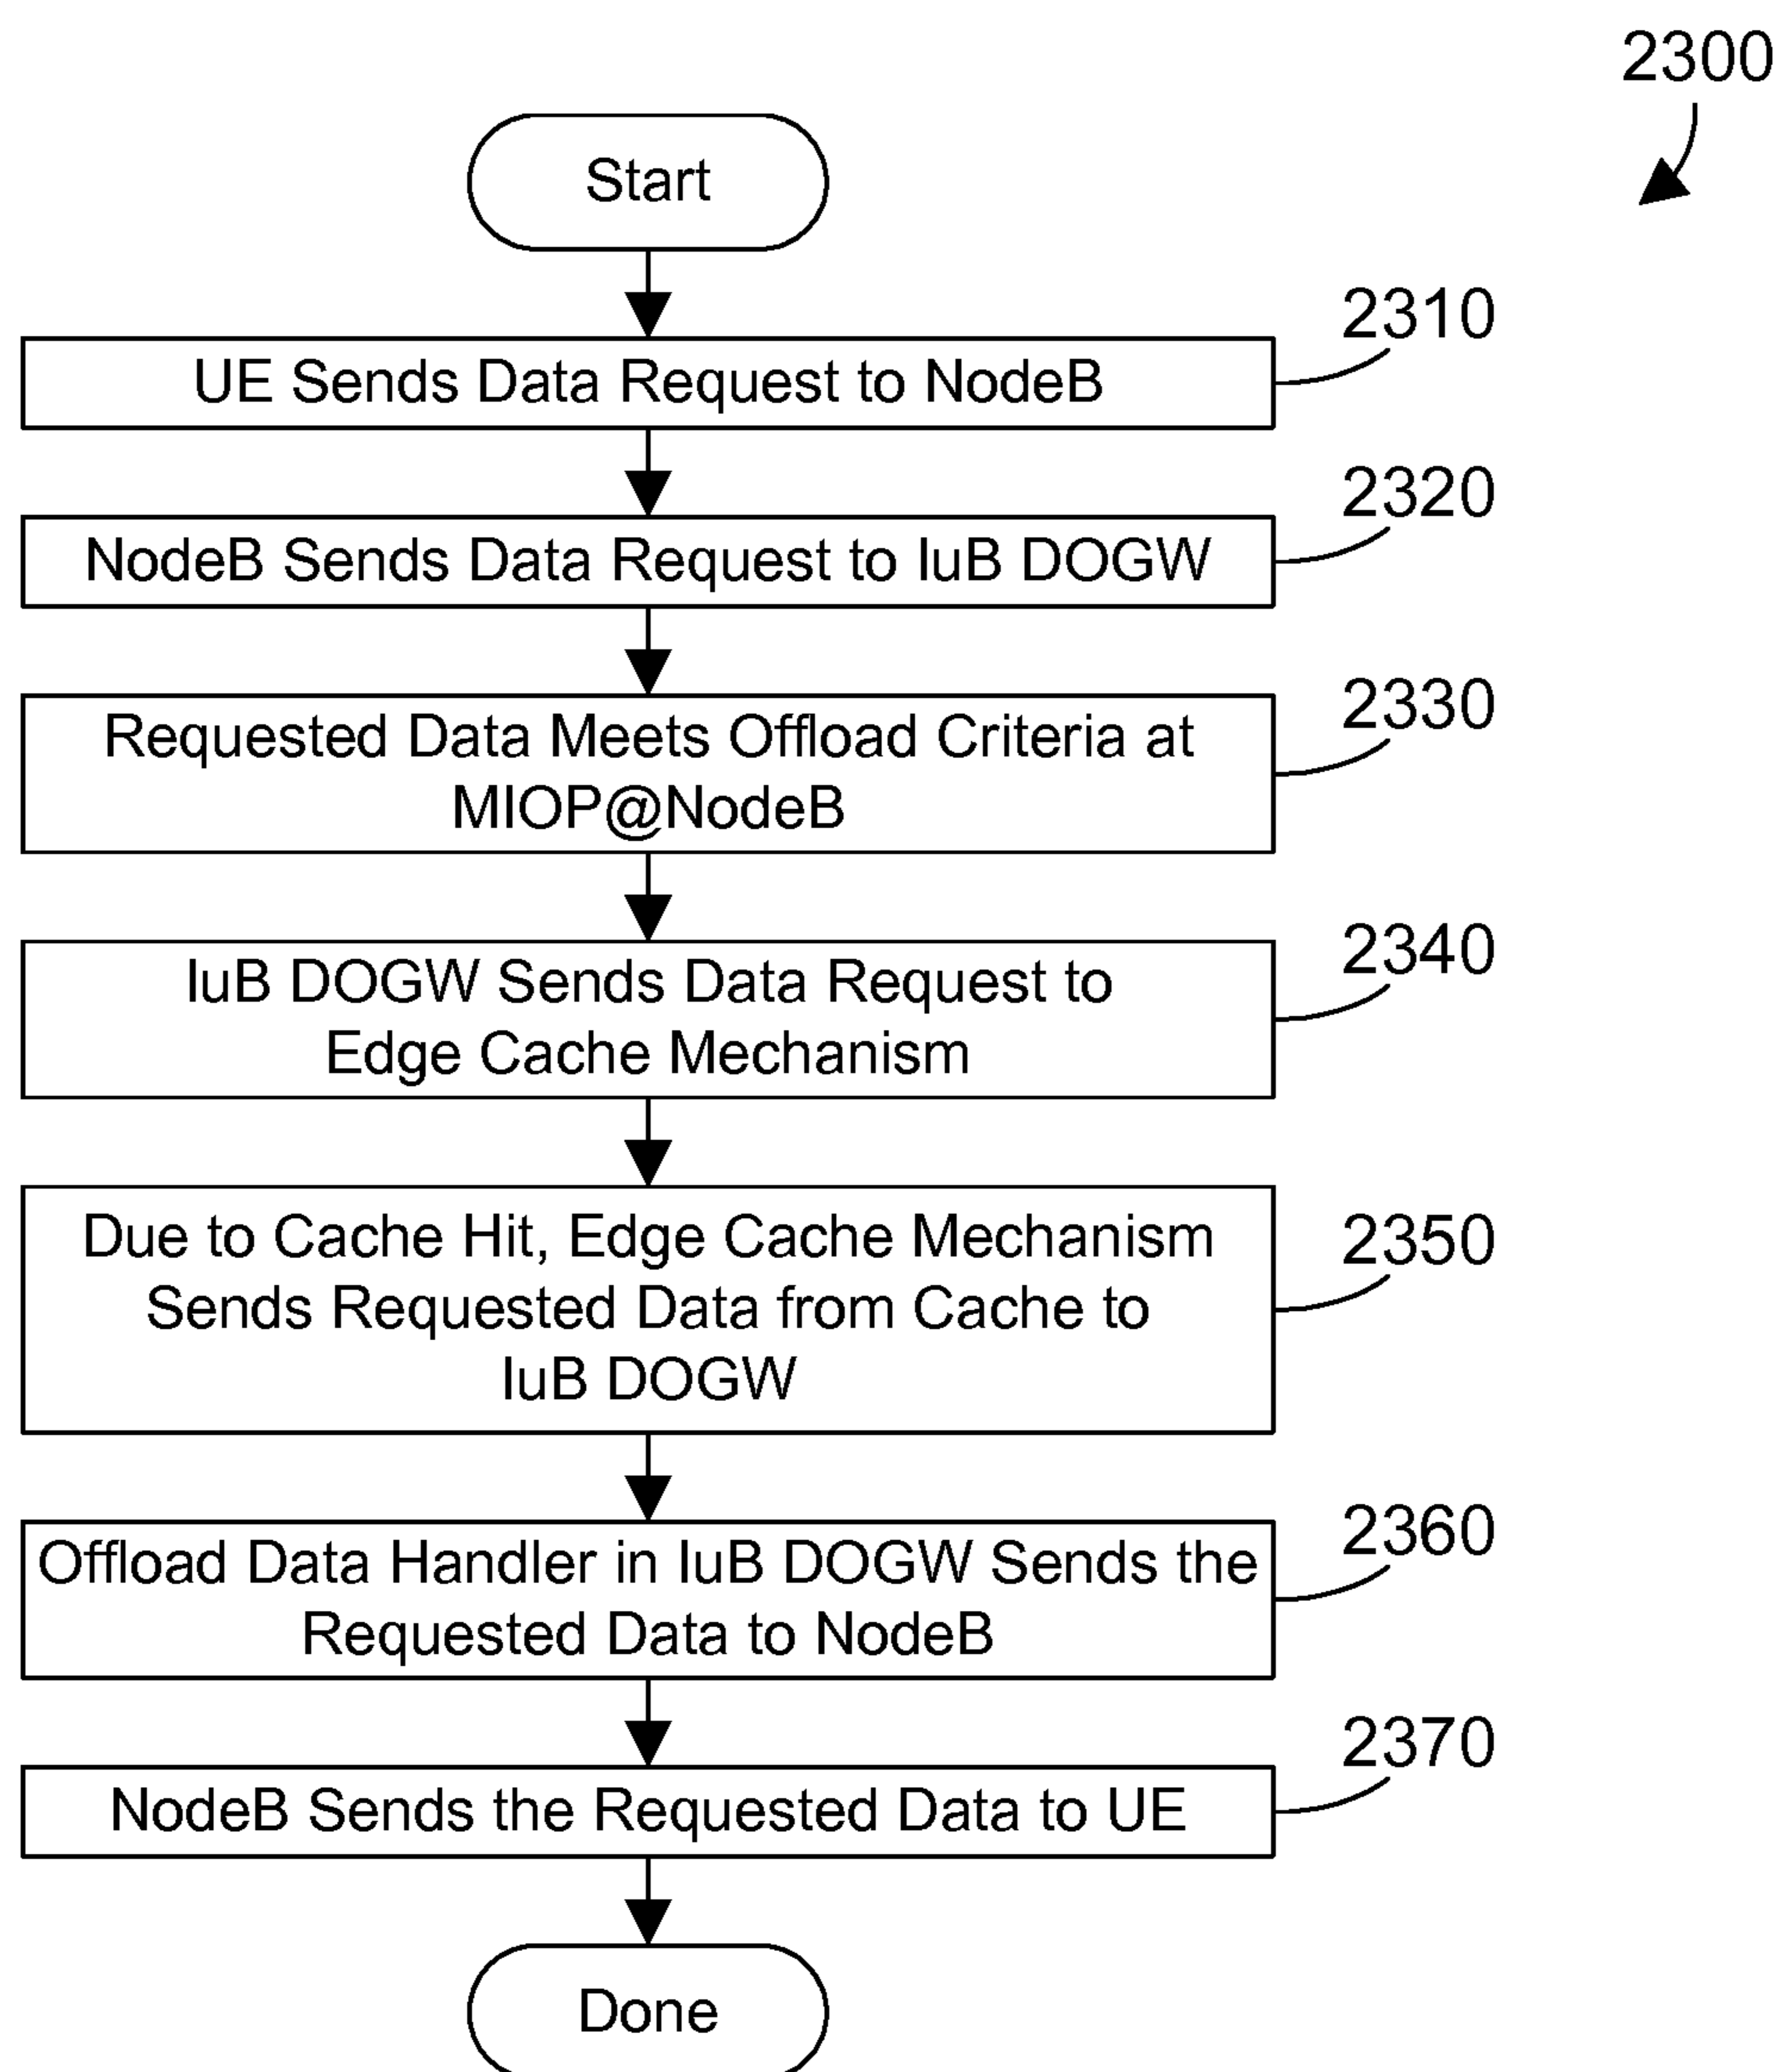 2300
Start
2310
UE Sends Data Request to NodeB
2320
NodeB Sends Data Request to IuB DOGW
2330
Requested Data Meets Offload Criteria at
MIOP@NodeB
2340
IuB DOGW Sends Data Request to
Edge Cache Mechanism
2350
Due to Cache Hit, Edge Cache Mechanism
Sends Requested Data from Cache to
IuB DOGW
2360
Offload Data Handler in IuB DOGW Sends the
Requested Data to NodeB
2370
NodeB Sends the Requested Data to UE
Done